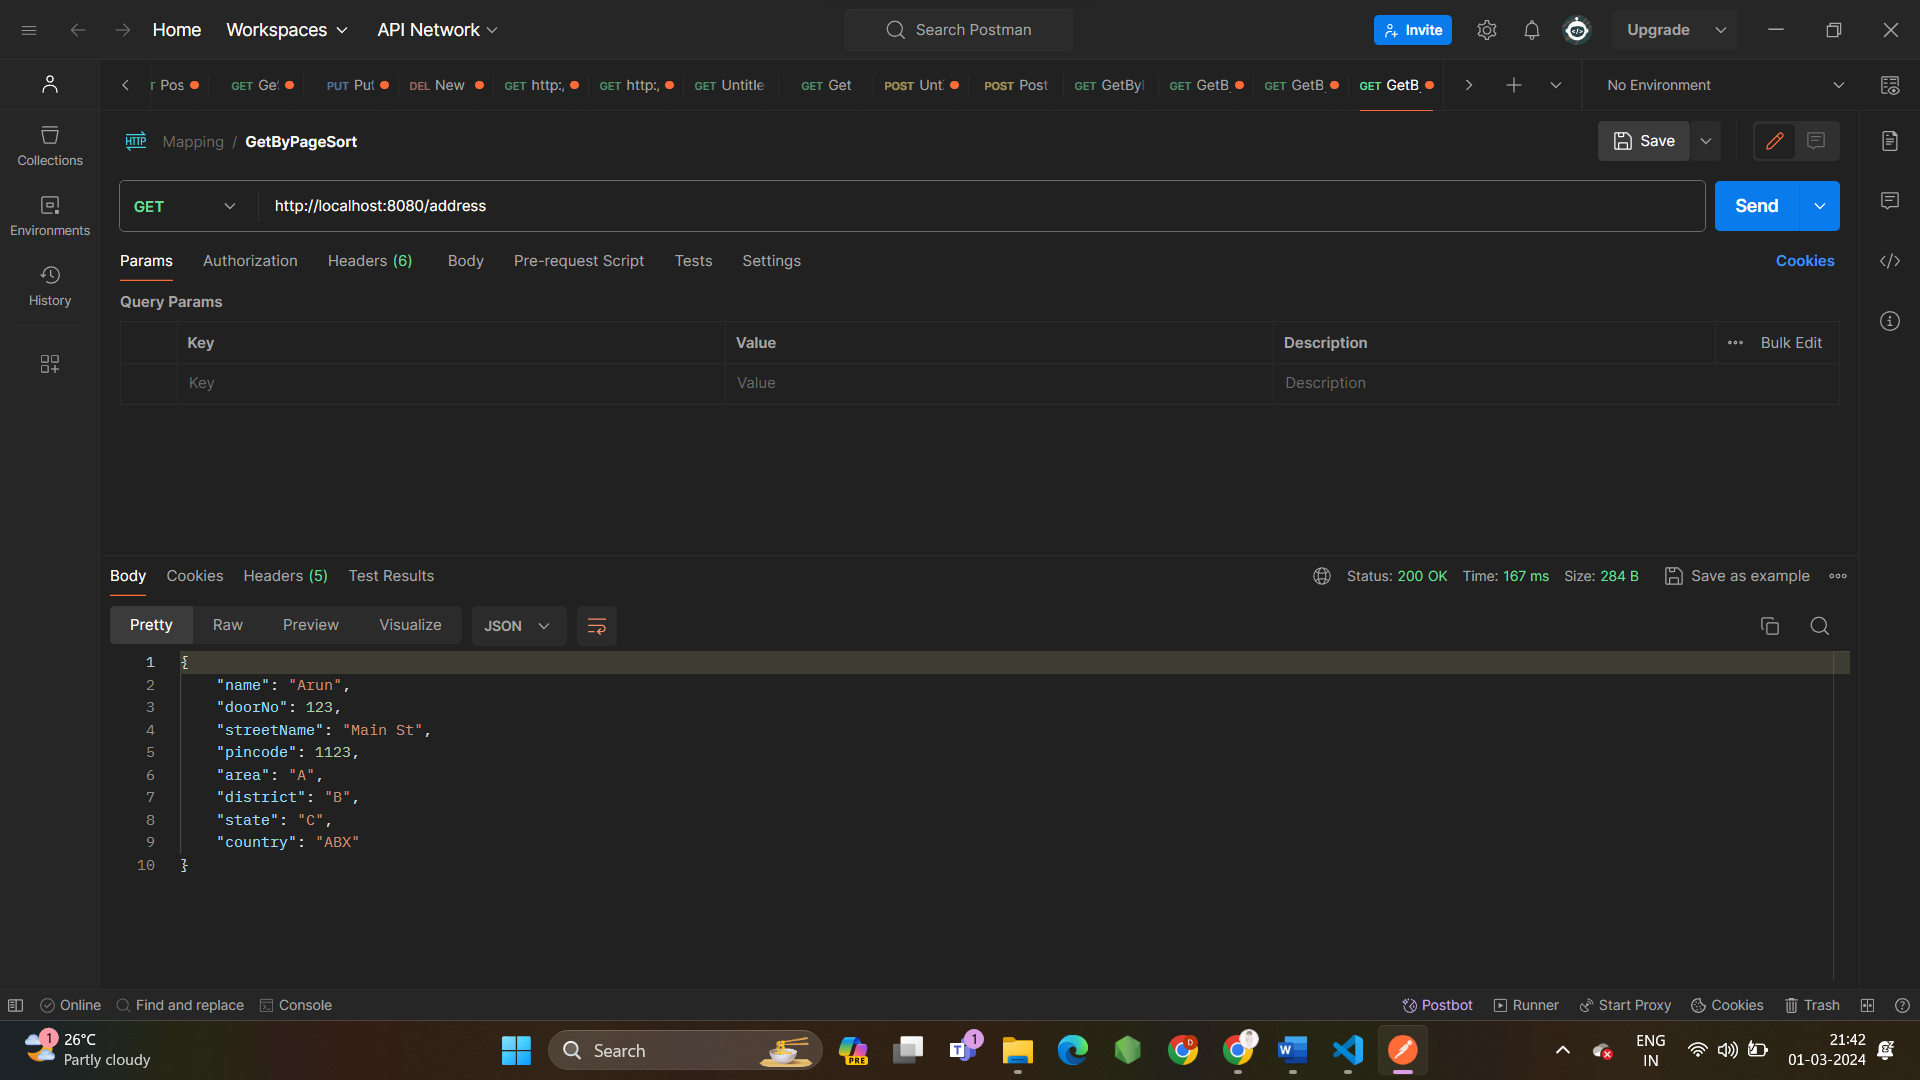 Home Workspaces API Network Search Postman Invite Upgrade
Pos GET Ge PUT Put DEL New GET http:/ GET http:/ GET Untitle GET Get POST Unt POST Post GET GetByI GET GetB GET GetB GET GetB No Environment
HTTP Mapping / GetByPageSort Save
Collections
GET http://localhost:8080/address Send
Environments
Params Authorization Headers (6) Body Pre-request Script Tests Settings Cookies
History
Query Params
Key Value Description Bulk Edit
Key Value Description
Body Cookies Headers (5) Test Results Status: 200 OK Time: 167 ms Size: 284 B Save as example
Pretty Raw Preview Visualize JSON
1 {
2 "name": "Arun",
3 "doorNo": 123,
4 "streetName": "Main St",
5 "pincode": 1123,
6 "area": "A",
7 "district": "B",
8 "state": "C",
9 "country": "ABX"
10 }
Online Find and replace Console Postbot Runner Start Proxy Cookies Trash
1 26°C
Partly cloudy
Search
PRE
1
D
W
ENG
IN
21:42
01-03-2024